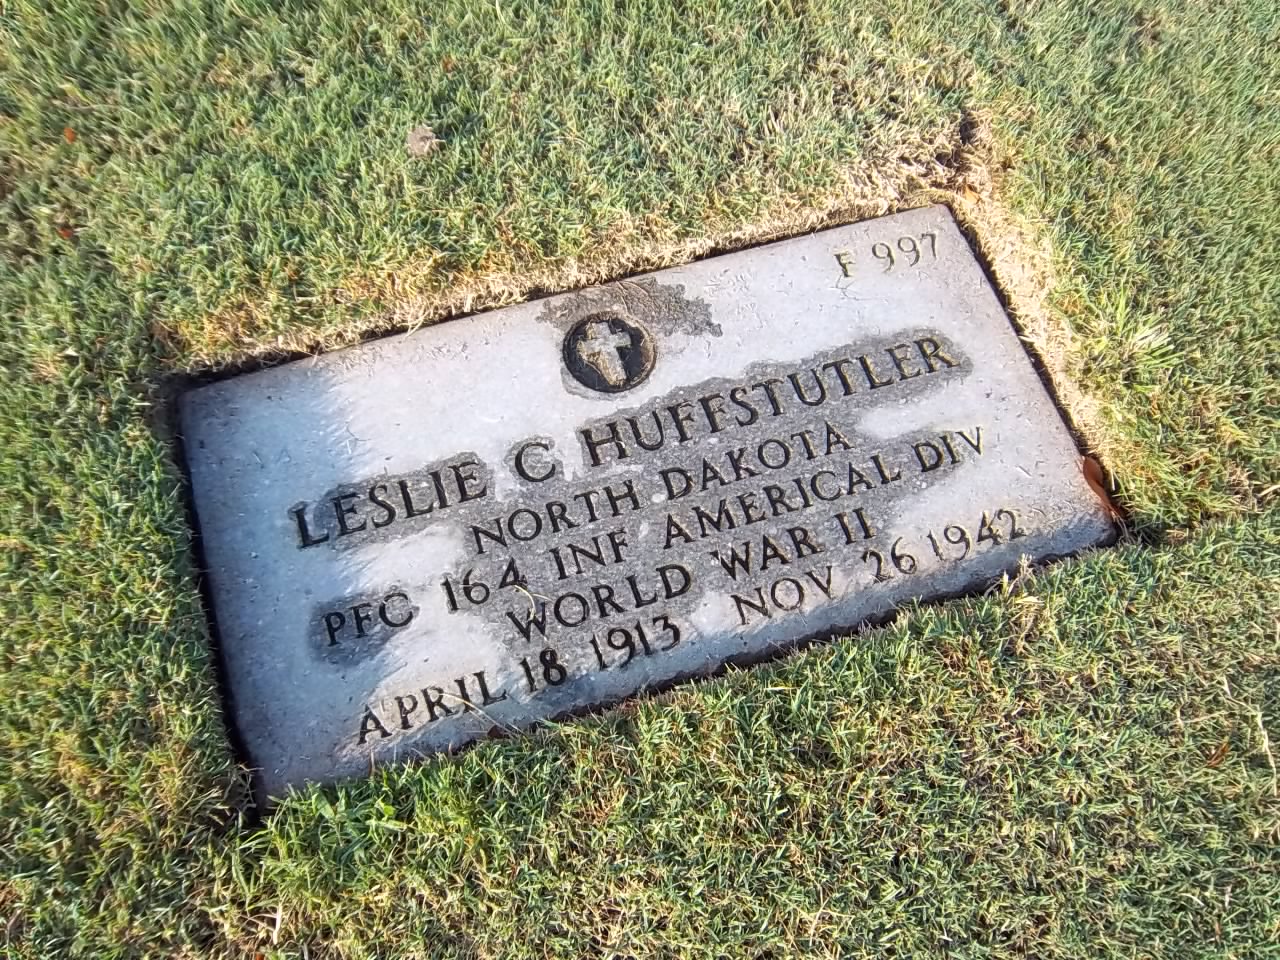 F 997
LESLIE C HUFFSTUTLER
NORTH DAKOTA
PFC 164 INF AMERICAL DIV
WORLD WAR II
APRIL 18 1913 NOV 26 1942